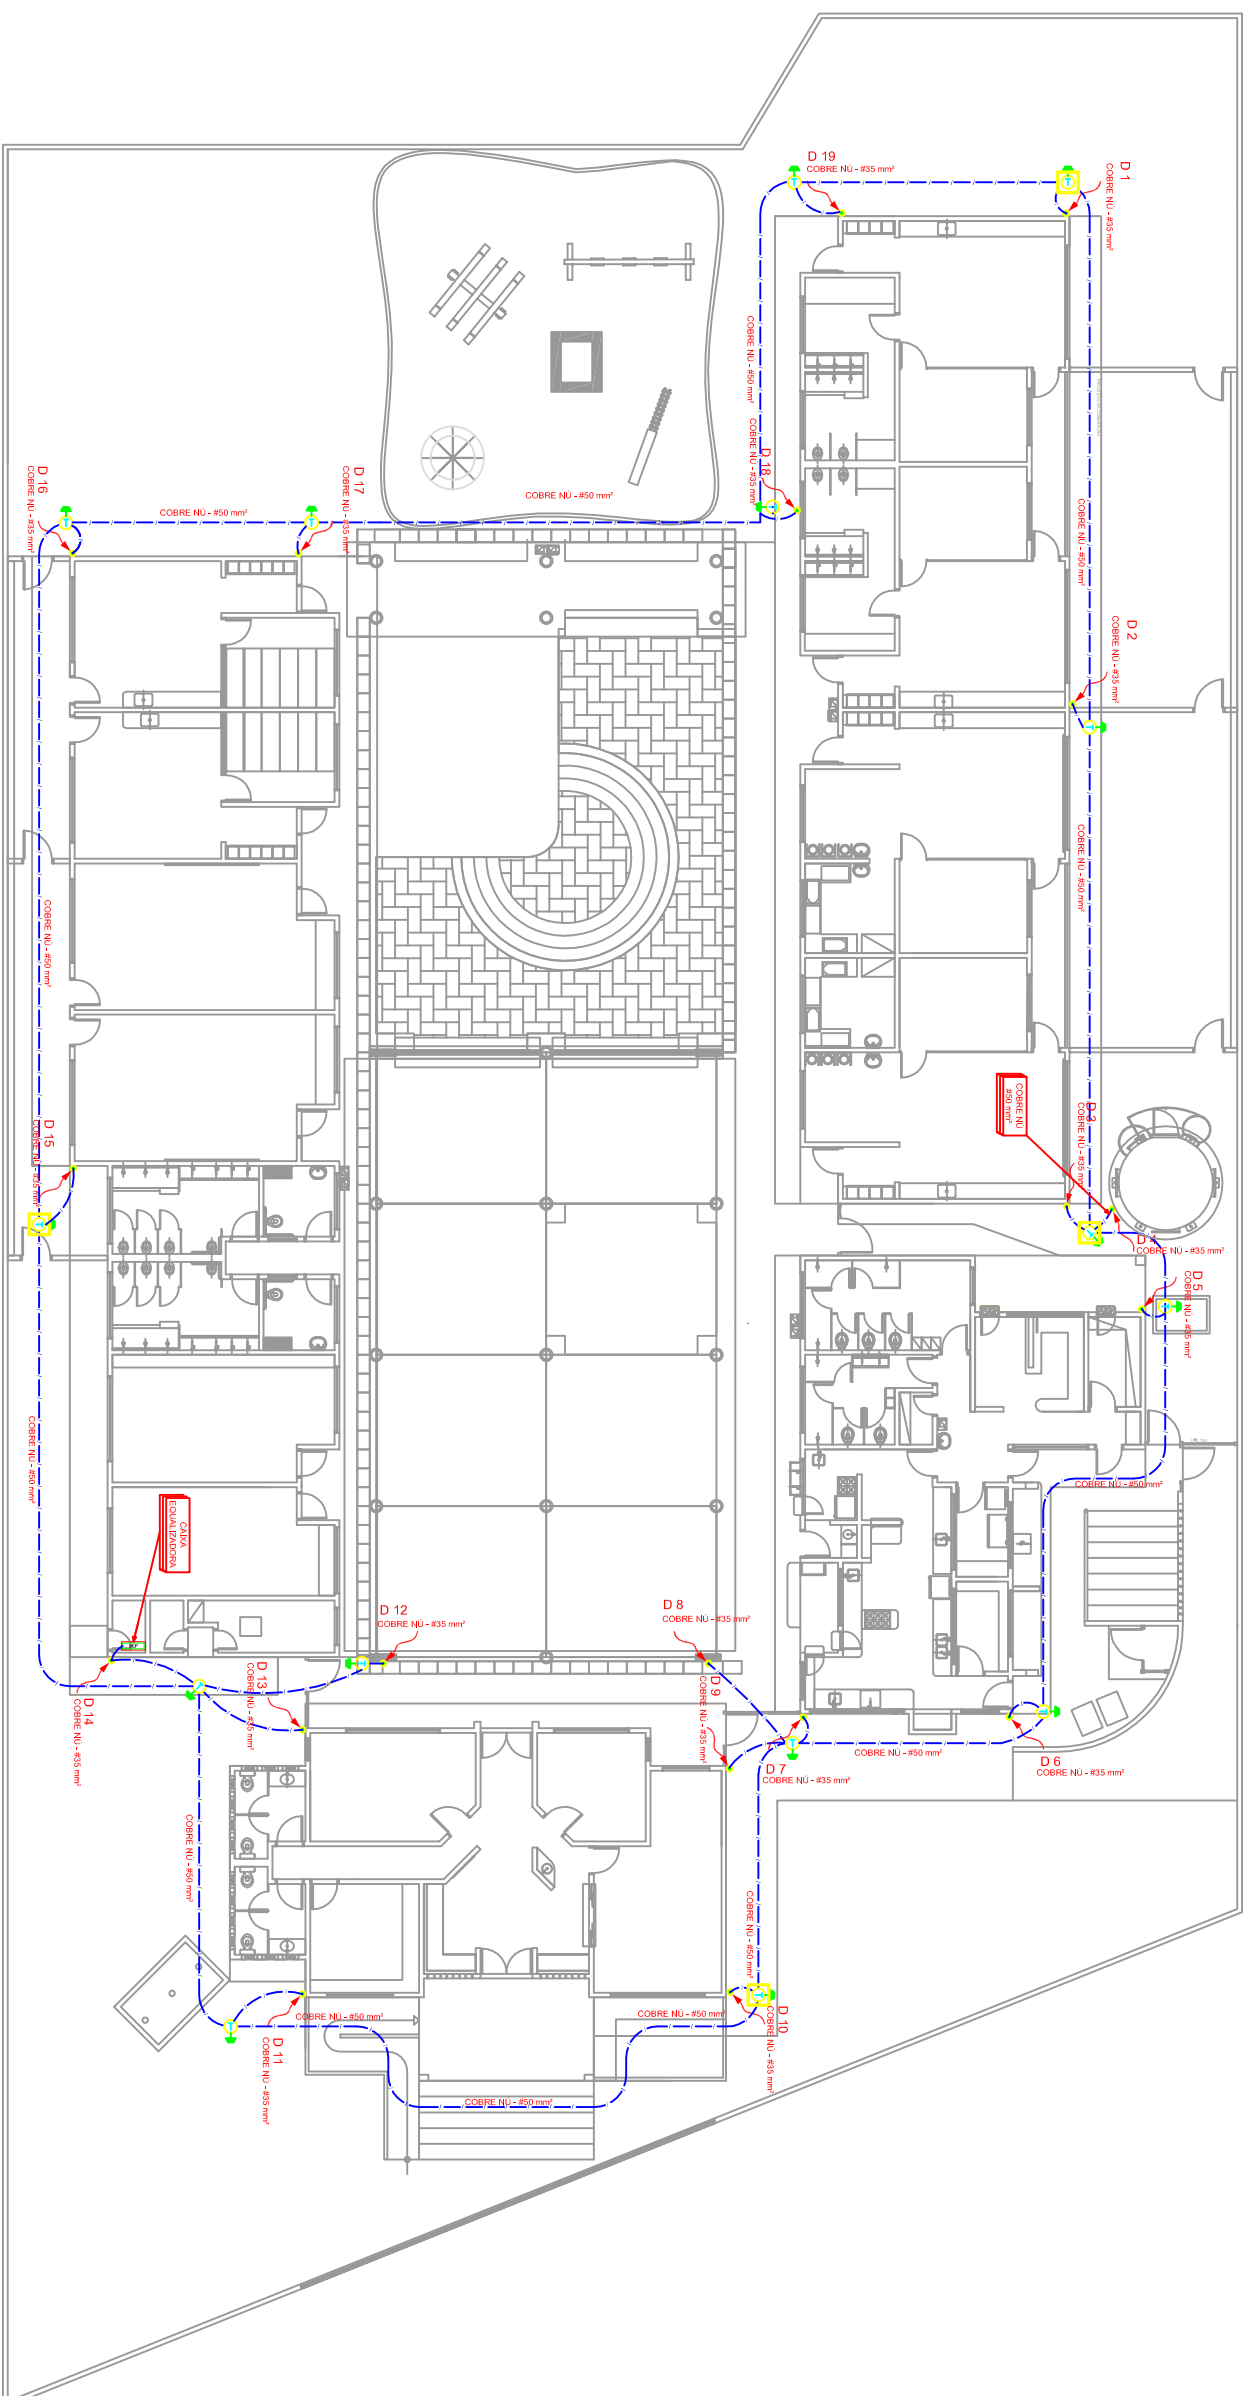 D 19
COBRE NÚ - #35 mm²
D 1
COBRE NÚ - #35 mm²
COBRE NÚ - #50 mm²
D 18
COBRE NÚ - #35 mm²
COBRE NÚ - #50 mm²
COBRE NÚ - #50 mm²
D 16
COBRE NÚ - #35 mm²
COBRE NÚ - #50 mm²
D 17
COBRE NÚ - #35 mm²
D 2
COBRE NÚ - #35 mm²
COBRE NÚ - #50 mm²
COBRE NÚ - #50 mm²
COBRE NÚ
#50 mm²
D 3
COBRE NÚ - #35 mm²
D 15
COBRE NÚ - #35 mm²
D 4
COBRE NÚ - #35 mm²
D 5
COBRE NÚ - #35 mm²
COBRE NÚ - #50 mm²
COBRE NÚ - #50 mm²
CAIXA
EQUALIZADORA
D 12
COBRE NÚ - #35 mm²
D 8
COBRE NÚ - #35 mm²
D 9
COBRE NÚ - #35 mm²
D 13
COBRE NÚ - #35 mm²
D 14
COBRE NÚ - #35 mm²
COBRE NÚ - #50 mm²
D 6
COBRE NÚ - #35 mm²
D 7
COBRE NÚ - #35 mm²
COBRE NÚ - #50 mm²
COBRE NÚ - #50 mm²
D 10
COBRE NÚ - #35 mm²
COBRE NÚ - #50 mm²
COBRE NÚ - #50 mm²
D 11
COBRE NÚ - #35 mm²
COBRE NÚ - #50 mm²